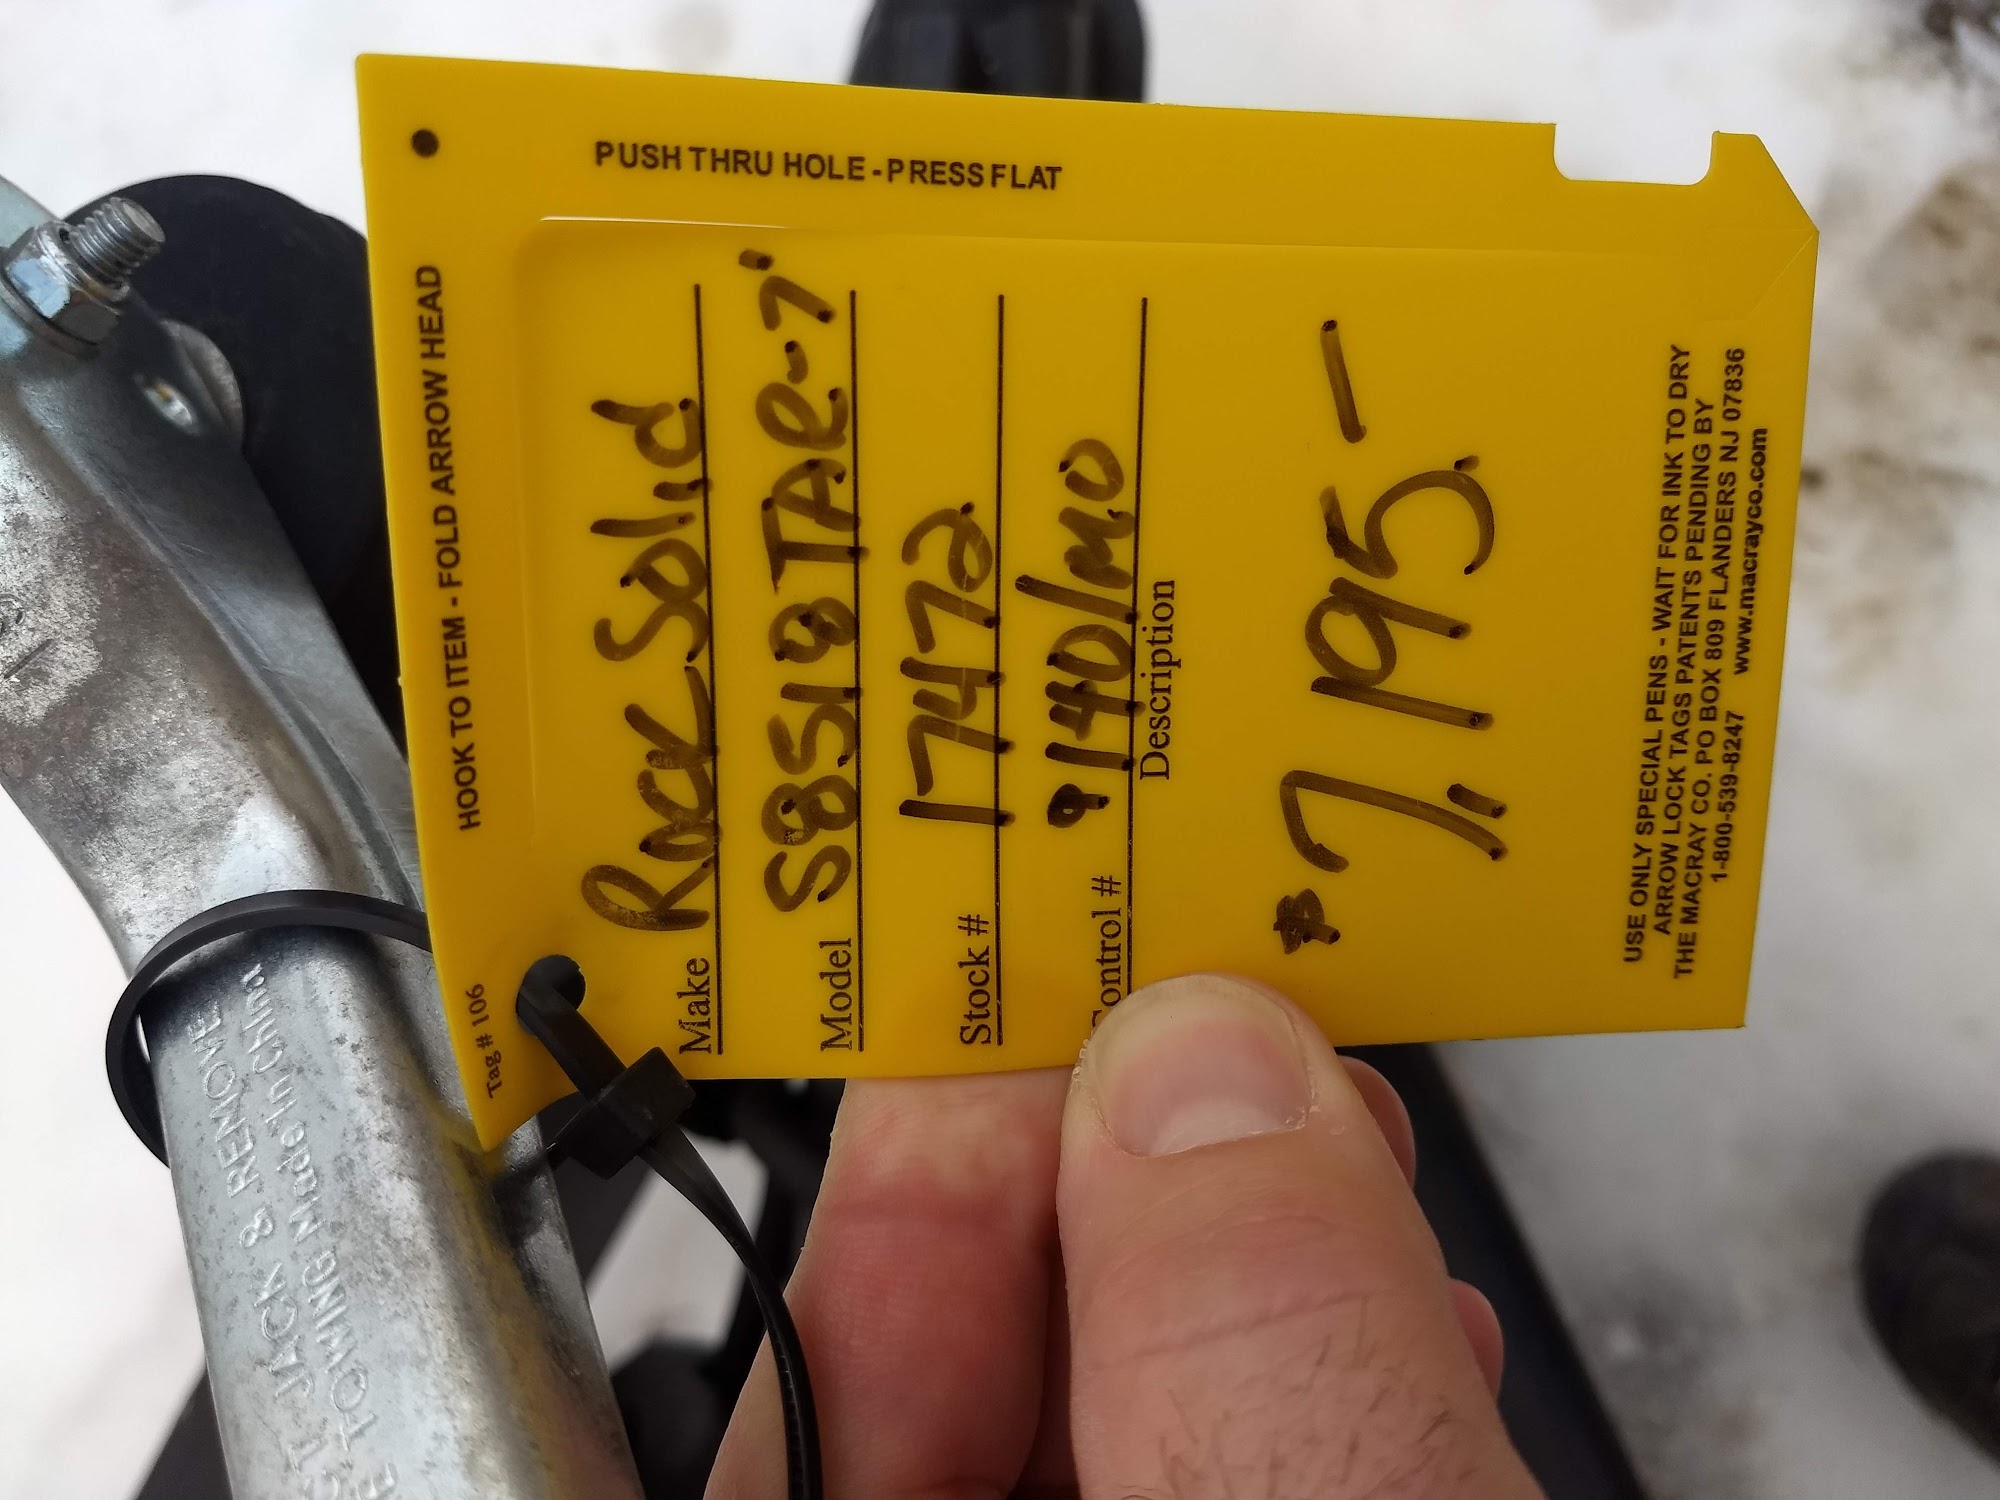 PUSH THRU HOLE - PRESS FLAT
HOOK TO ITEM - FOLD ARROW HEAD
Tag # 106
Make Rock Solid
Model S8518TAR-7'
Stock # 17472
Control # $140/mo
Description
$7,195-
USE ONLY SPECIAL PENS - WAIT FOR INK TO DRY
ARROW LOCK TAGS PATENTS PENDING BY
THE MACRAY CO. PO BOX 809 FLANDERS NJ 07836
1-800-539-8247 www.macrayco.com
JACK & REMOVE
TOWING Made in China